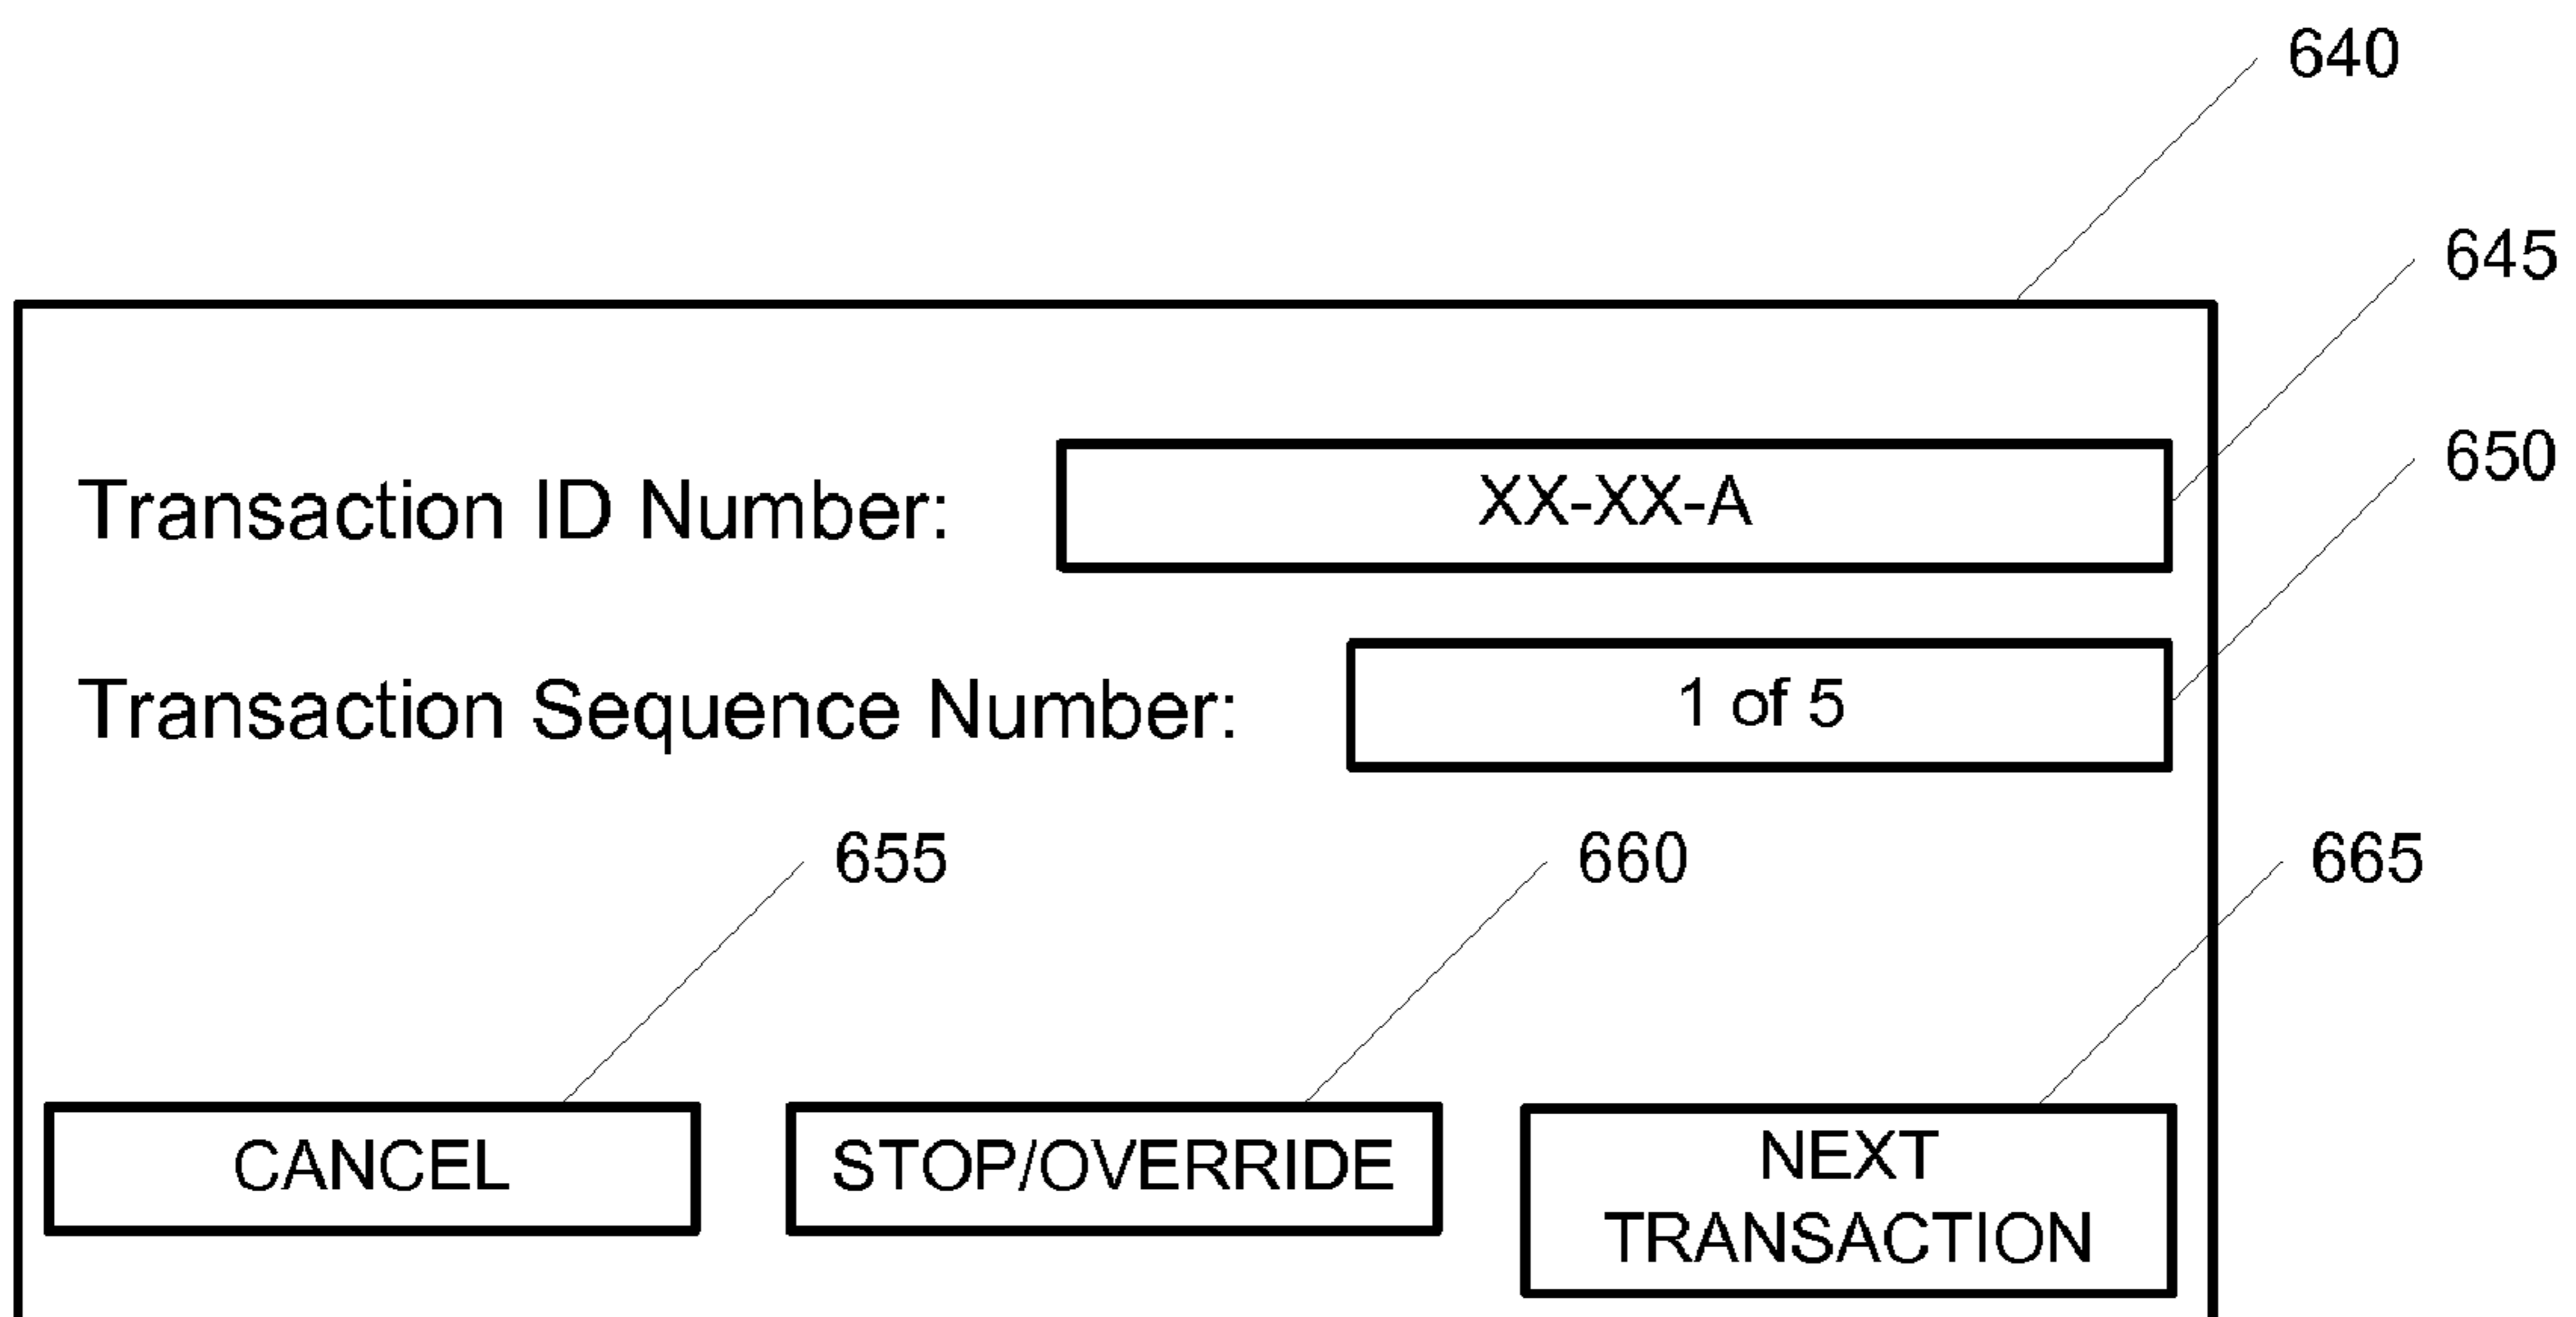 640
645
Transaction ID Number: XX-XX-A
650
Transaction Sequence Number: 1 of 5
655 660 665
CANCEL STOP/OVERRIDE NEXT
TRANSACTION